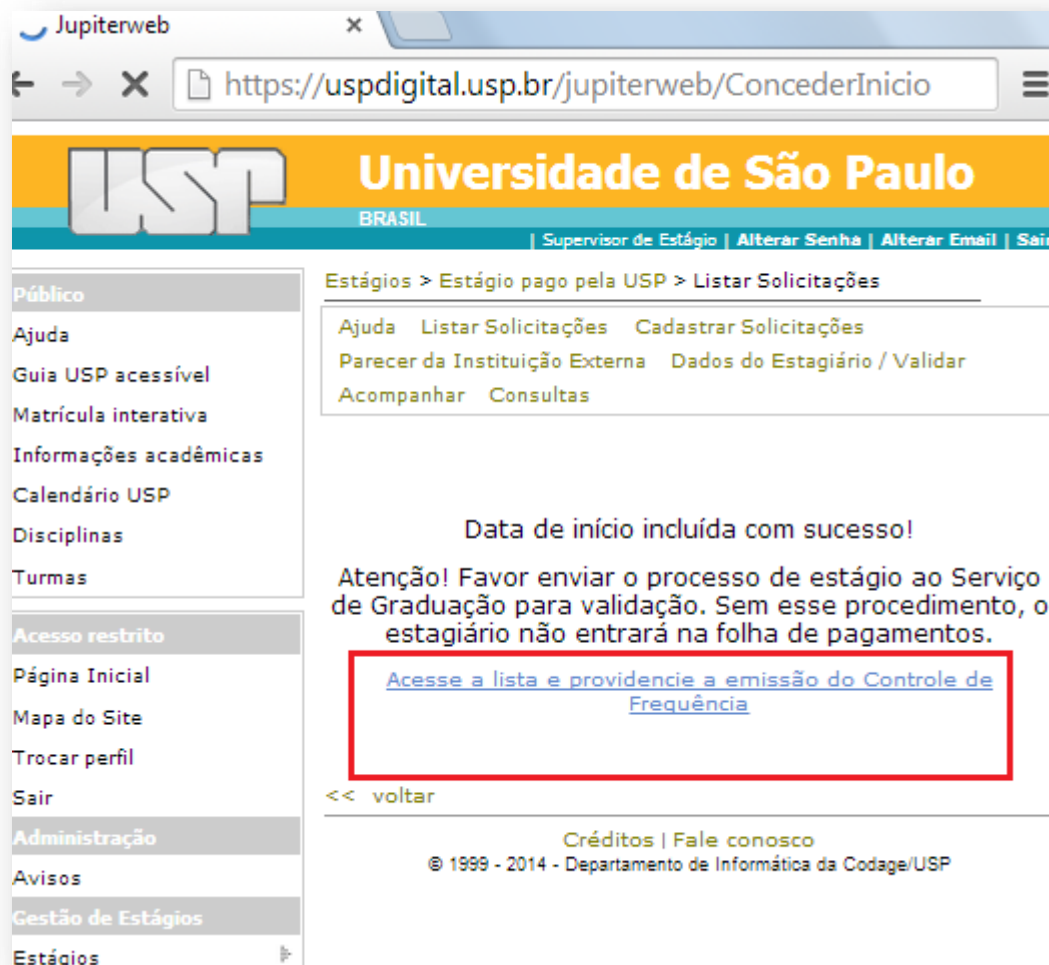 Jupiterweb
https://uspdigital.usp.br/jupiterweb/ConcederInicio
USP
Universidade de São Paulo
BRASIL
| Supervisor de Estágio | Alterar Senha | Alterar Email | Sair
Público
Ajuda
Guia USP acessível
Matrícula interativa
Informações acadêmicas
Calendário USP
Disciplinas
Turmas
Acesso restrito
Página Inicial
Mapa do Site
Trocar perfil
Sair
Administração
Avisos
Gestão de Estágios
Estágios
Estágios > Estágio pago pela USP > Listar Solicitações
Ajuda Listar Solicitações Cadastrar Solicitações
Parecer da Instituição Externa Dados do Estagiário / Validar
Acompanhar Consultas
Data de início incluída com sucesso!
Atenção! Favor enviar o processo de estágio ao Serviço
de Graduação para validação. Sem esse procedimento, o
estagiário não entrará na folha de pagamentos.
Acesse a lista e providencie a emissão do Controle de
Frequência
<< voltar
Créditos | Fale conosco
© 1999 - 2014 - Departamento de Informática da Codage/USP